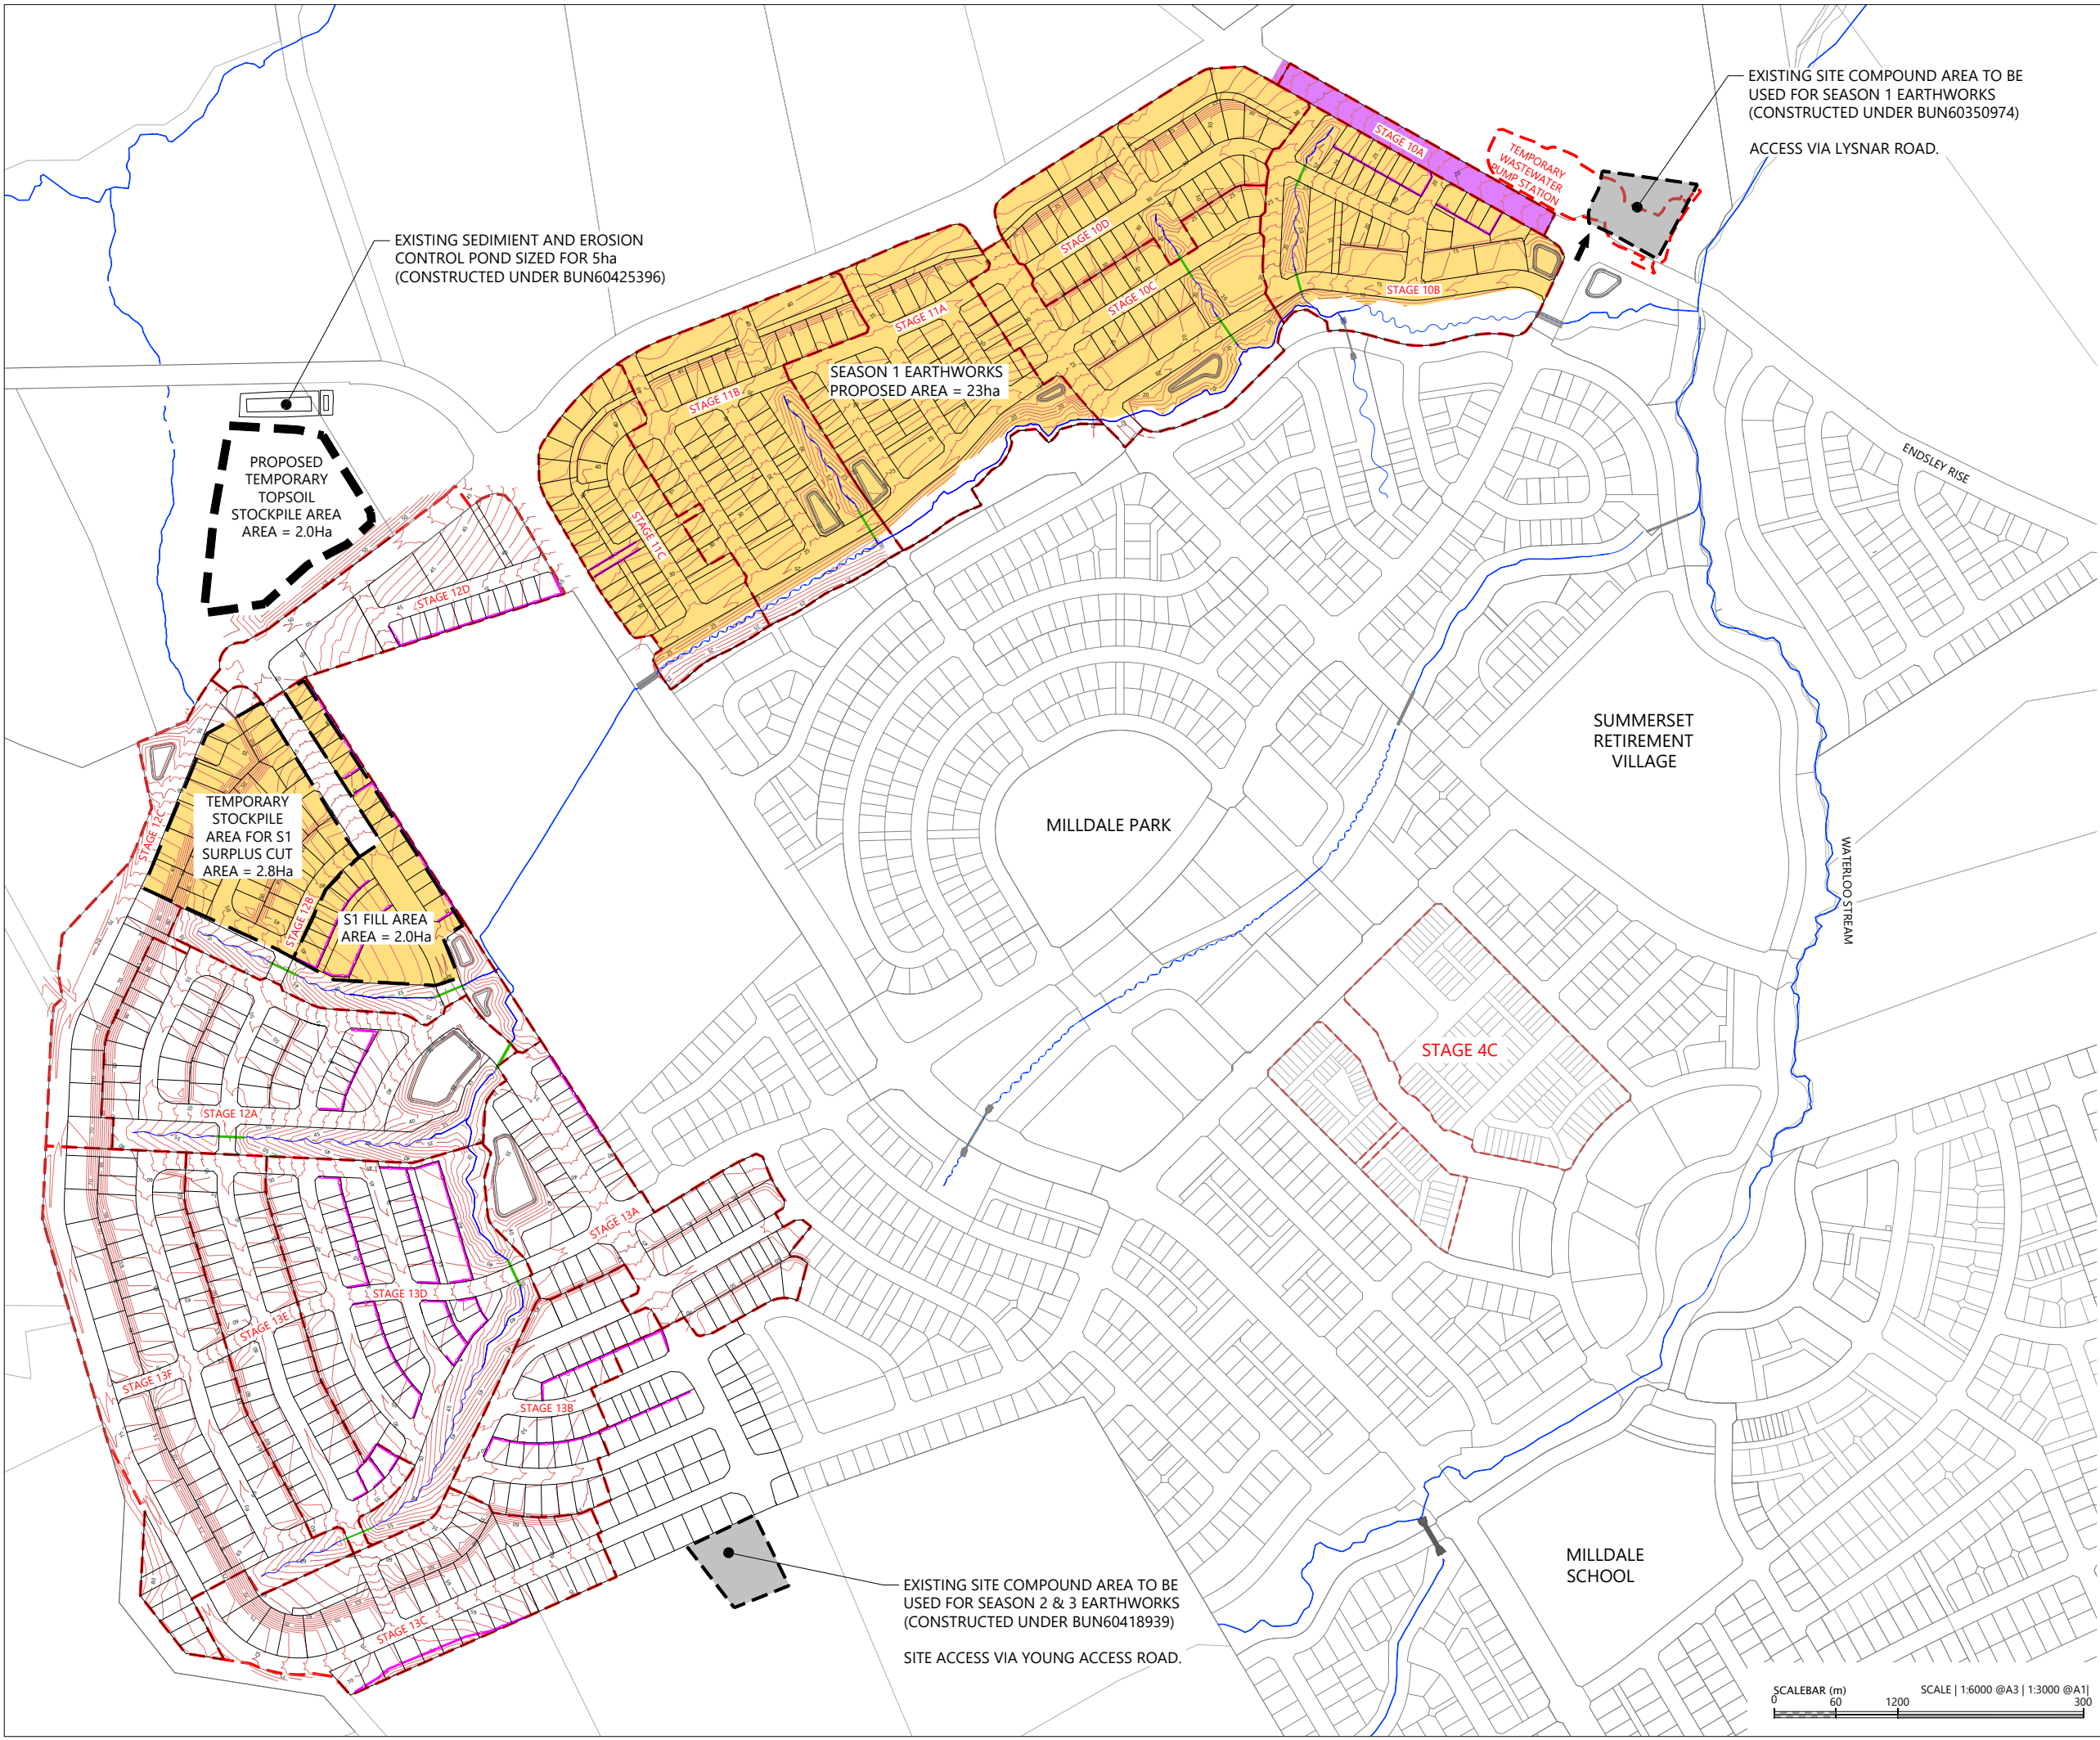 EXISTING SITE COMPOUND AREA TO BE
USED FOR SEASON 1 EARTHWORKS
(CONSTRUCTED UNDER BUN60350974)
ACCESS VIA LYSNAR ROAD.
STAGE 10A
TEMPORARY
WASTEWATER
PUMP STATION
EXISTING SEDIMIENT AND EROSION
CONTROL POND SIZED FOR 5ha
(CONSTRUCTED UNDER BUN60425396)
STAGE 10D
STAGE 10C
STAGE 10B
STAGE 11A
SEASON 1 EARTHWORKS
PROPOSED AREA = 23ha
STAGE 11B
STAGE 11C
ENDSLEY RISE
PROPOSED
TEMPORARY
TOPSOIL
STOCKPILE AREA
AREA = 2.0Ha
STAGE 12D
SUMMERSET
RETIREMENT
VILLAGE
MILLDALE PARK
WATERLOO STREAM
TEMPORARY
STOCKPILE
AREA FOR S1
SURPLUS CUT
AREA = 2.8Ha
STAGE 12C
STAGE 12B
S1 FILL AREA
AREA = 2.0Ha
STAGE 4C
STAGE 12A
STAGE 13A
STAGE 13D
STAGE 13E
STAGE 13F
STAGE 13B
STAGE 13C
EXISTING SITE COMPOUND AREA TO BE
USED FOR SEASON 2 & 3 EARTHWORKS
(CONSTRUCTED UNDER BUN60418939)
SITE ACCESS VIA YOUNG ACCESS ROAD.
MILLDALE
SCHOOL
SCALEBAR (m) SCALE | 1:6000 @A3 | 1:3000 @A1|
0 60 1200 300